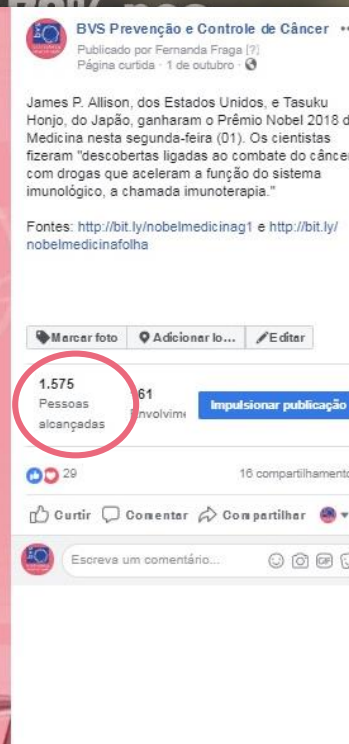 BVS Prevenção e Controle de Câncer
Publicado por Fernanda Fraga [?]
Página curtida · 1 de outubro ·
James P. Allison, dos Estados Unidos, e Tasuku
Honjo, do Japão, ganharam o Prêmio Nobel 2018 d
Medicina nesta segunda-feira (01). Os cientistas
fizeram "descobertas ligadas ao combate do cânce
com drogas que aceleram a função do sistema
imunológico, a chamada imunoterapia."
Fontes: http://bit.ly/nobelmedicinag1 e http://bit.ly/
nobelmedicinafolha
Marcar foto Adicionar lo... Editar
1.575 61
Pessoas nvolvime Impulsionar publicação
alcançadas
29 16 compartilhamento
Curtir Comentar Compartilhar
Escreva um comentário... GIF